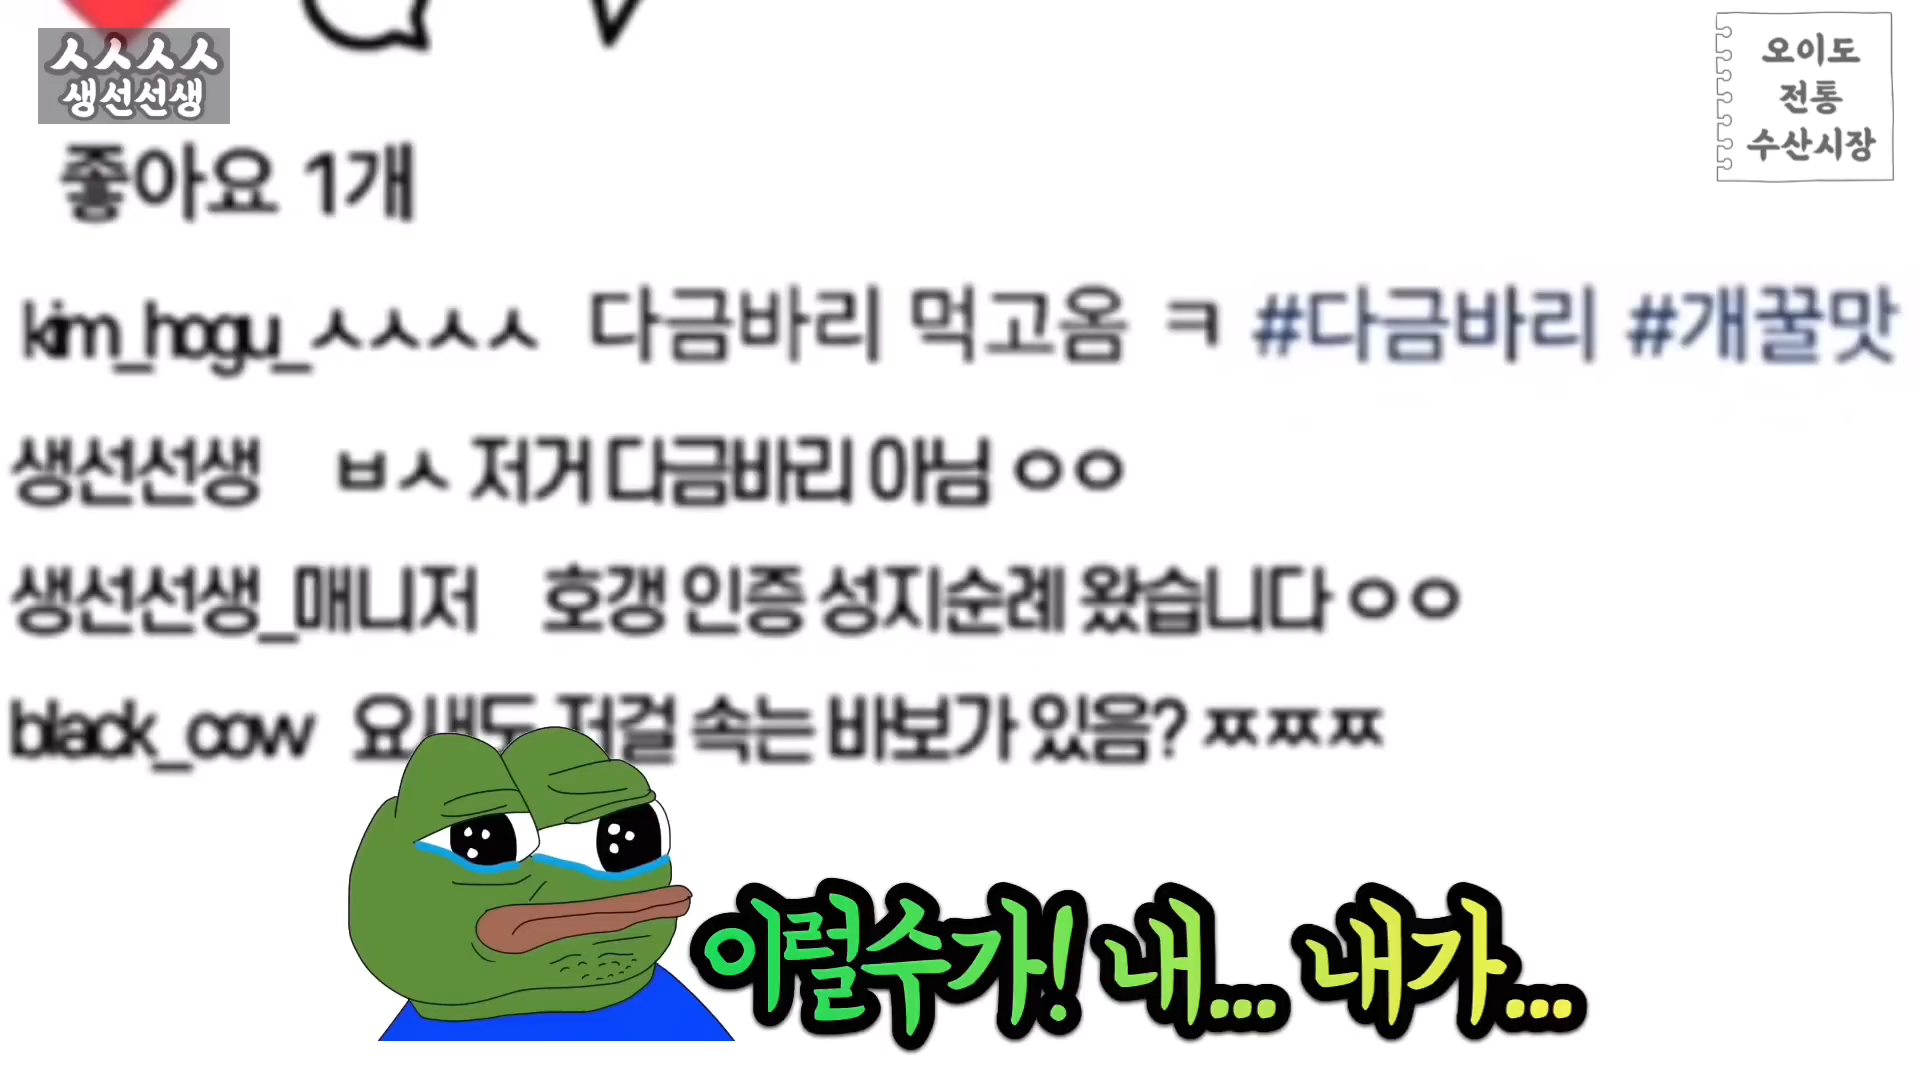 ㅅㅅㅅㅅ
생선선생
오이도
전통
수산시장
좋아요 1개
kim_hogu_ㅅㅅㅅㅅ 다금바리 먹고옴 ㅋ #다금바리 #개꿀맛
생선선생 ㅂㅅ 저거 다금바리 아님 ㅇㅇ
생선선생_매니저 호갱 인증 성지순례 왔습니다 ㅇㅇ
black_cow 요새도 저걸 속는 바보가 있음? ㅉㅉㅉ
이럴수가! 내... 내가...